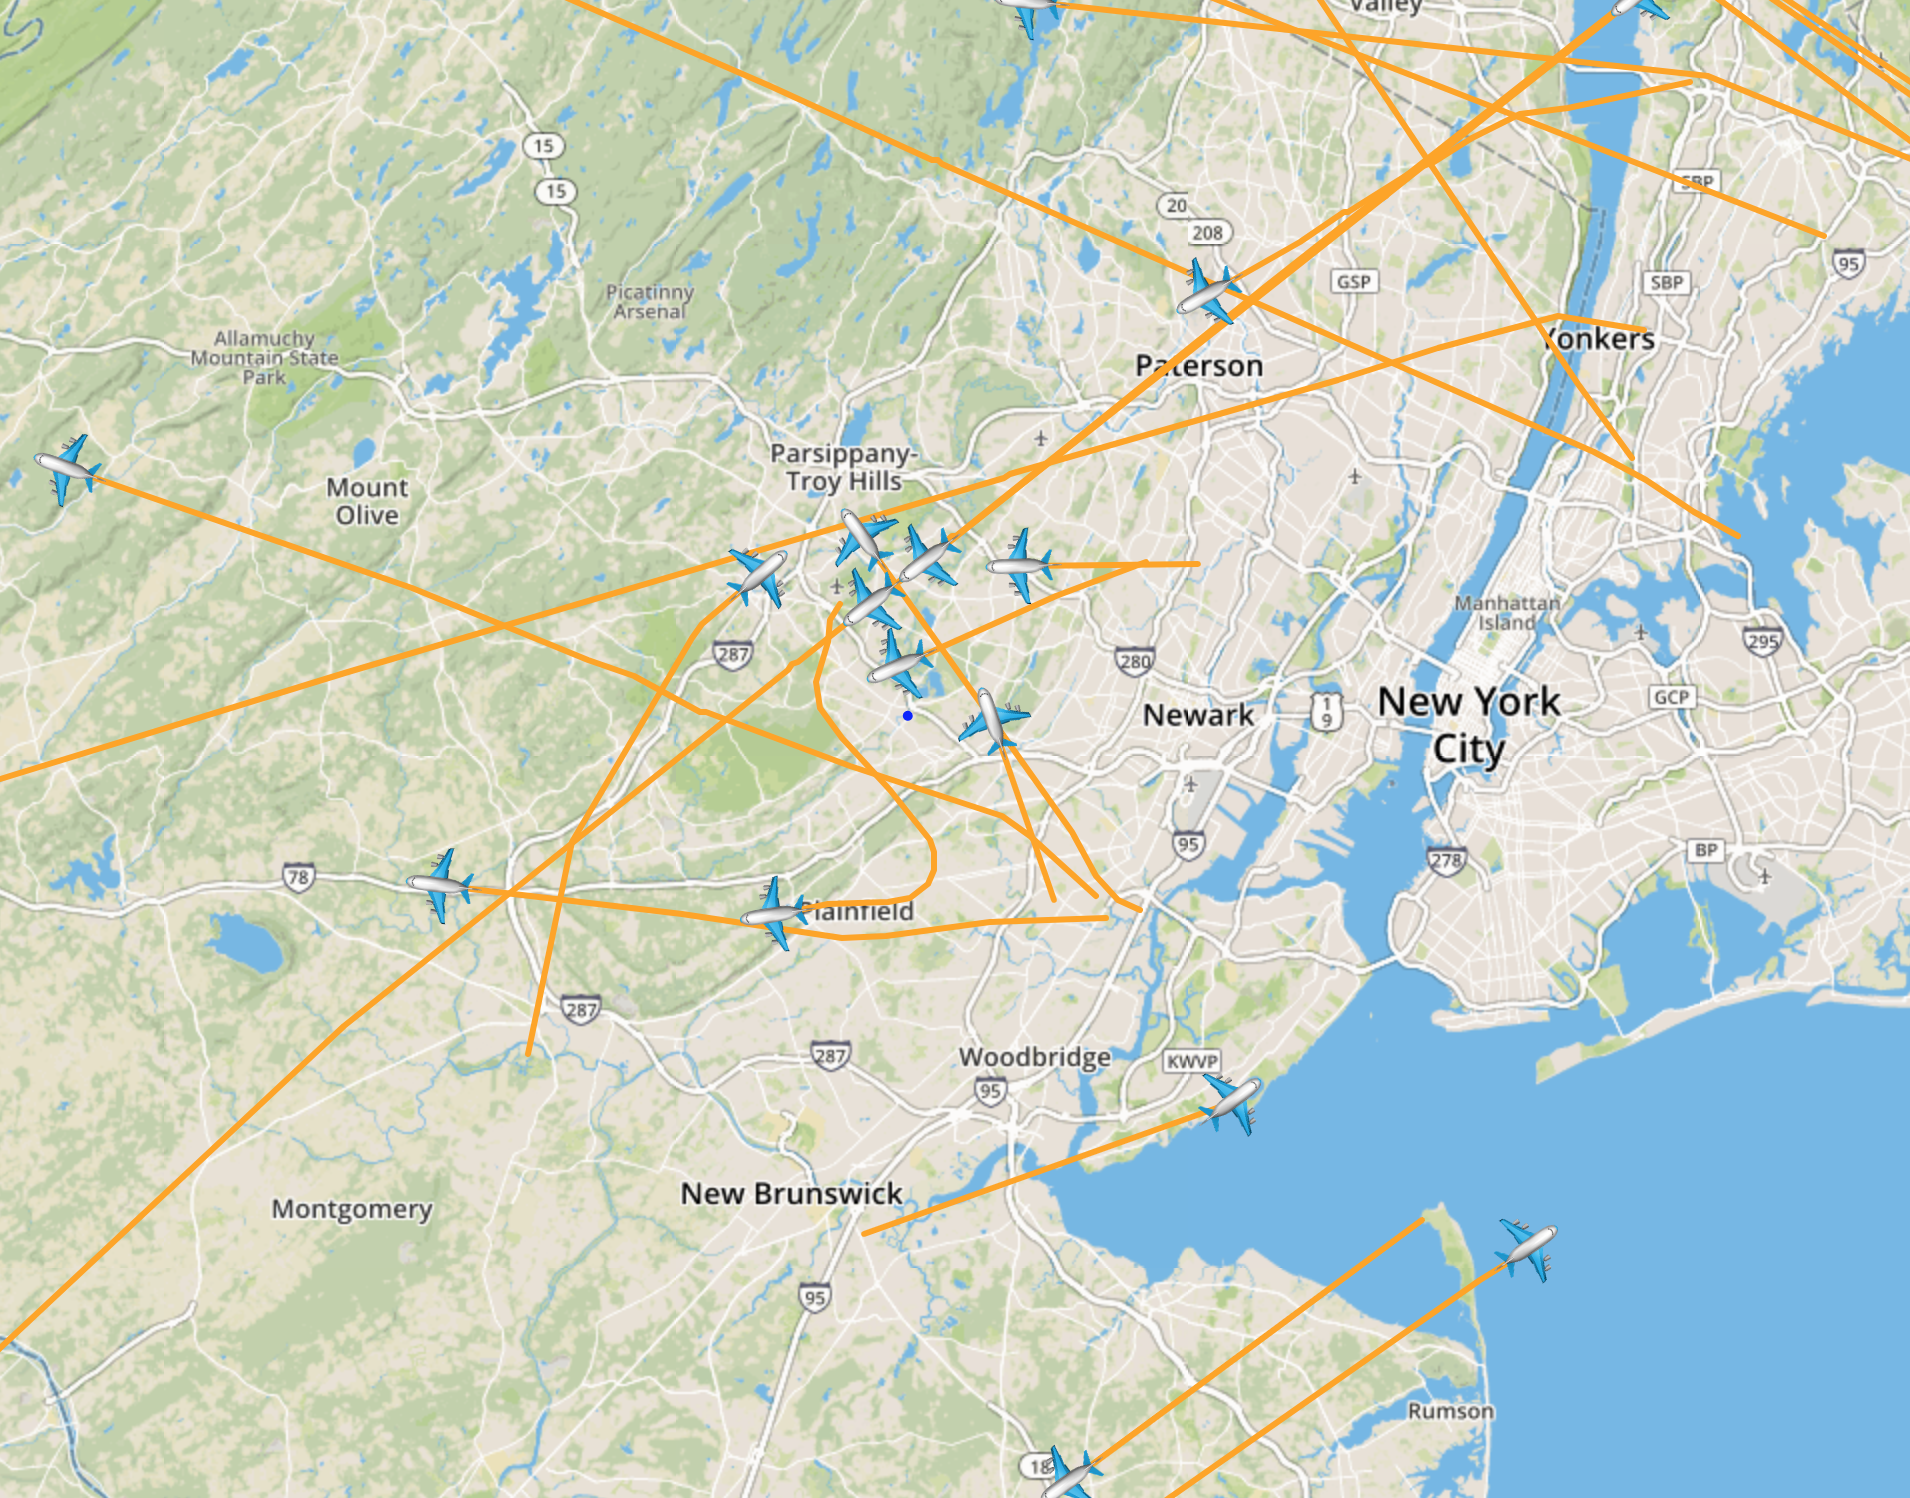 Valley
15
15
20
208
SBP
95
GSP
SBP
Picatinny
Arsenal
Allamuchy
Mountain State
Park
Yonkers
Paterson
Parsippany-
Troy Hills
Mount
Olive
Manhattan
Island
287
280
295
GCP
New York
City
1
9
Newark
95
278
BP
78
Plainfield
287
287
Woodbridge
KWVP
95
New Brunswick
Montgomery
95
Rumson
18